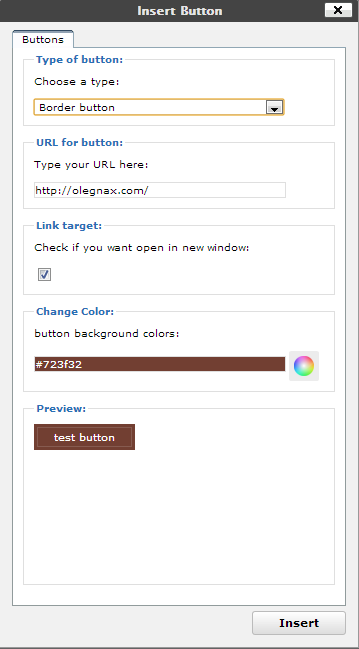 Insert Button
Buttons
Type of button:
Choose a type:
Border button
URL for button:
Type your URL here:
http://olegnax.com/
Link target:
Check if you want open in new window:
Change Color:
button background colors:
#723f32
Preview:
test button
Insert